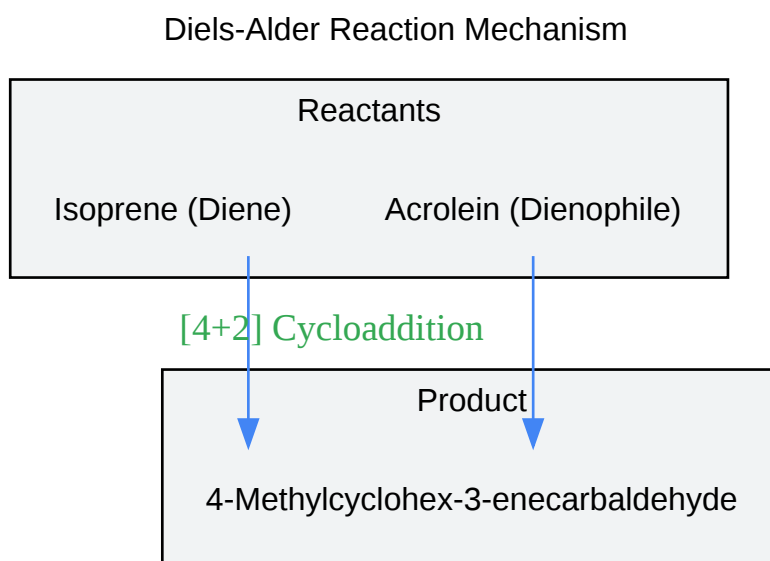 Diels-Alder Reaction Mechanism
Reactants
Isoprene (Diene) Acrolein (Dienophile)
[4+2] Cycloaddition
Product
4-Methylcyclohex-3-enecarbaldehyde